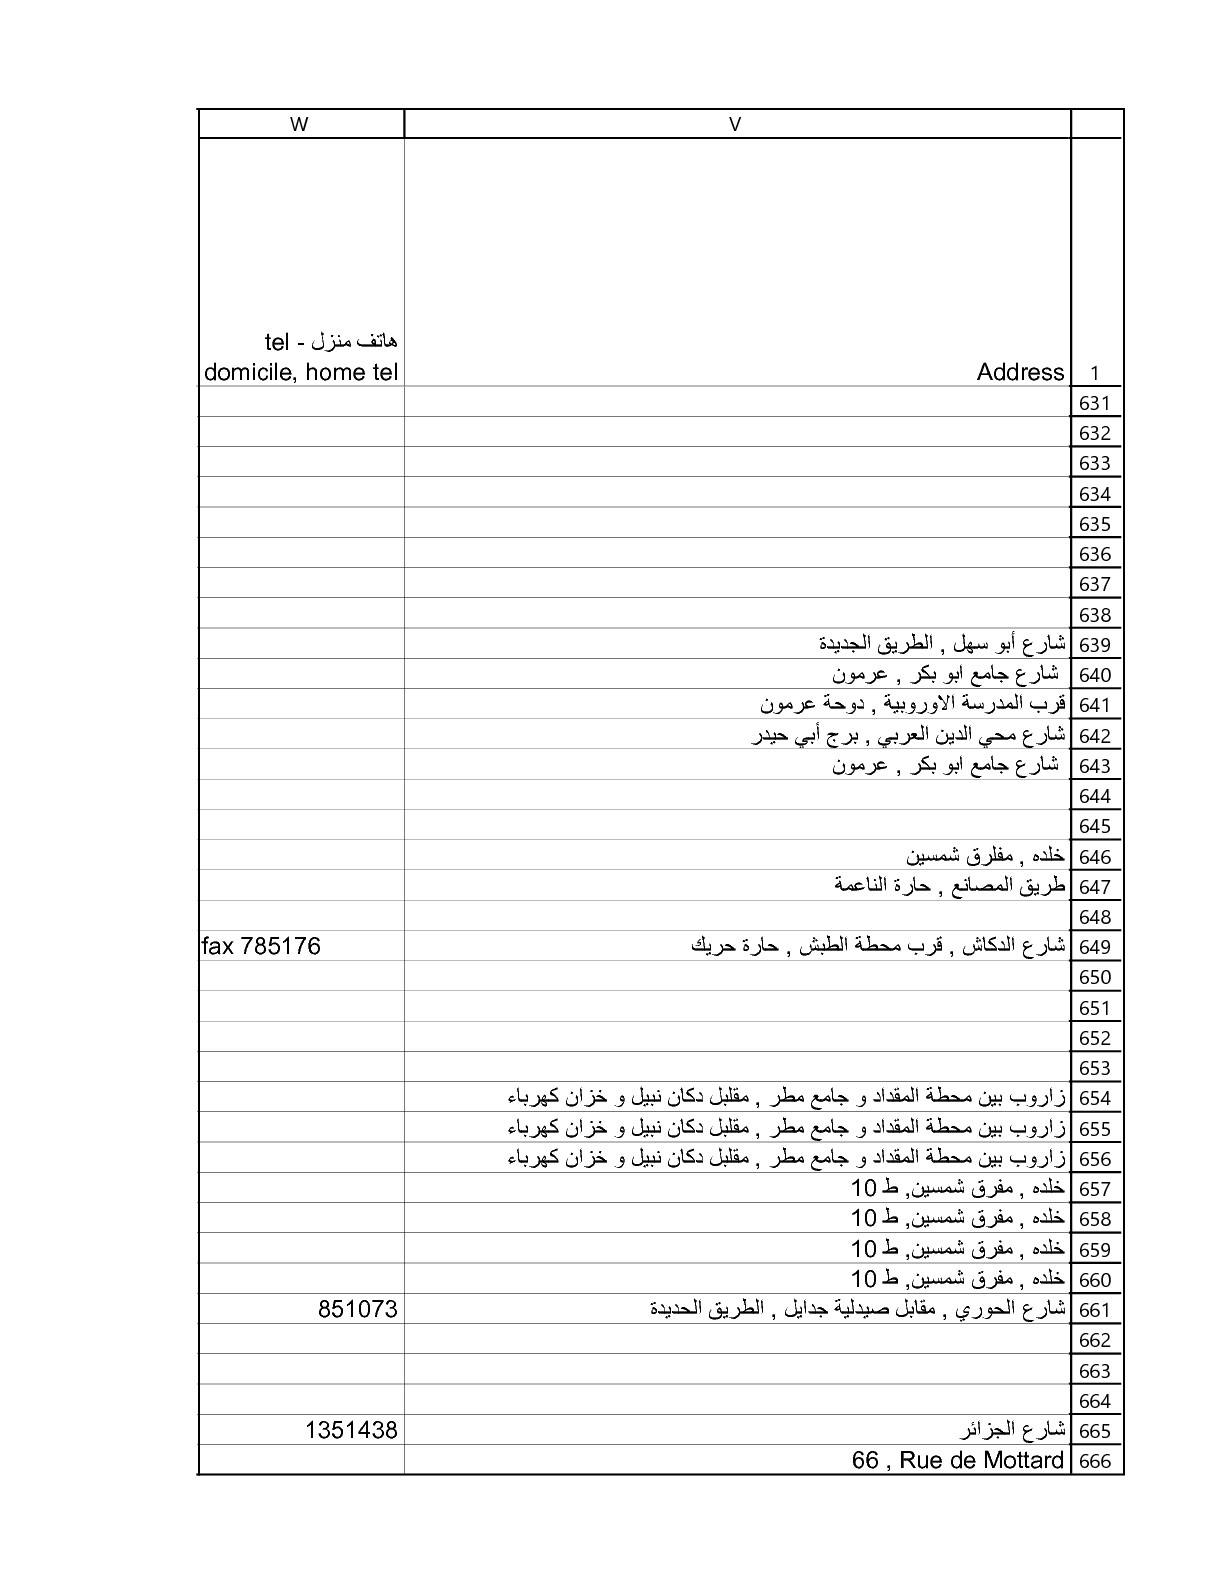 V W
Address هاتف منزل - tel
domicile, home tel
1
631
632
633
634
635
636
637
638
639 شارع أبو سهل , الطريق الجديدة
640 شارع جامع ابو بكر , عرمون
641 قرب المدرسة الاوروبية , دوحة عرمون
642 شارع محي الدين العربي , برج أبي حيدر
643 شارع جامع ابو بكر , عرمون
644
645
646 خلده , مفلرق شمسين
647 طريق المصانع , حارة الناعمة
648
649 شارع الدكاش , قرب محطة الطبش , حارة حريك fax 785176
650
651
652
653
654 زاروب بين محطة المقداد و جامع مطر , مقلبل دكان نبيل و خزان كهرباء
655 زاروب بين محطة المقداد و جامع مطر , مقلبل دكان نبيل و خزان كهرباء
656 زاروب بين محطة المقداد و جامع مطر , مقلبل دكان نبيل و خزان كهرباء
657 خلده , مفرق شمسين, ط 10
658 خلده , مفرق شمسين, ط 10
659 خلده , مفرق شمسين, ط 10
660 خلده , مفرق شمسين, ط 10
661 شارع الحوري , مقابل صيدلية جدايل , الطريق الحديدة 851073
662
663
664
665 شارع الجزائر 1351438
666 66 , Rue de Mottard